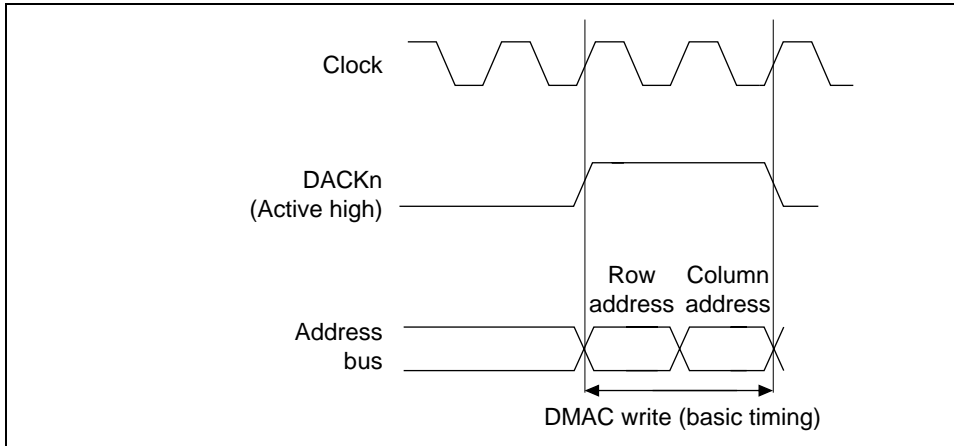 Clock
DACKn
(Active high)
Row
address
Column
address
Address
bus
DMAC write (basic timing)